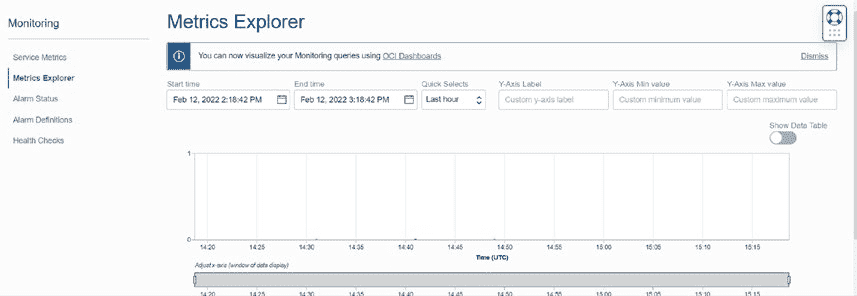 Monitoring
Service Metrics
Metrics Explorer
Alarm Status
Alarm Definitions
Health Checks
Metrics Explorer
You can now visualize your Monitoring queries using OCI Dashboards Dismiss
Start time End time Quick Selects Y-Axis Label Y-Axis Min value Y-Axis Max value
Feb 12, 2022 2:18:42 PM Feb 12, 2022 3:18:42 PM Last hour Custom y-axis label Custom minimum value Custom maximum value
Show Data Table
1
0
14:20 14:25 14:30 14:35 14:40 14:45 14:50 14:55 15:00 15:05 15:10 15:15
Time (UTC)
Adjust x-axis (window of data display)
14:20 14:25 14:30 14:35 14:40 14:45 14:50 14:55 15:00 15:05 15:10 15:15